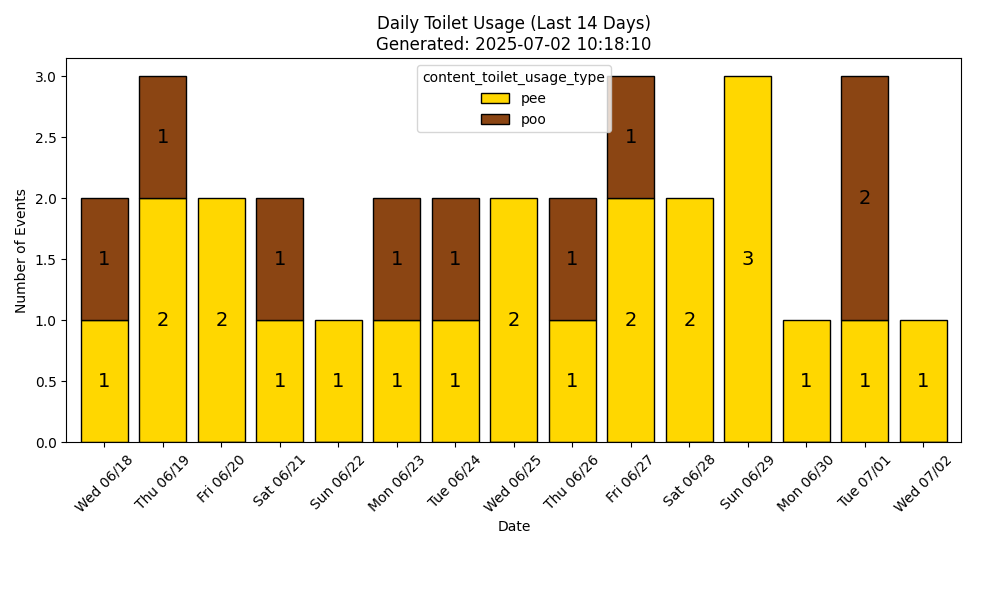 Daily Toilet Usage (Last 14 Days)
Generated: 2025-07-02 10:18:10
content_toilet_usage_type
pee
poo
Number of Events
3.0
2.5
2.0
1.5
1.0
0.5
0.0
1 1 1 1 1 1 2
1 2 2 1 1 1 1 2 1 2 2 3 1 1 1
Wed 06/18 Thu 06/19 Fri 06/20 Sat 06/21 Sun 06/22 Mon 06/23 Tue 06/24 Wed 06/25 Thu 06/26 Fri 06/27 Sat 06/28 Sun 06/29 Mon 06/30 Tue 07/01 Wed 07/02
Date